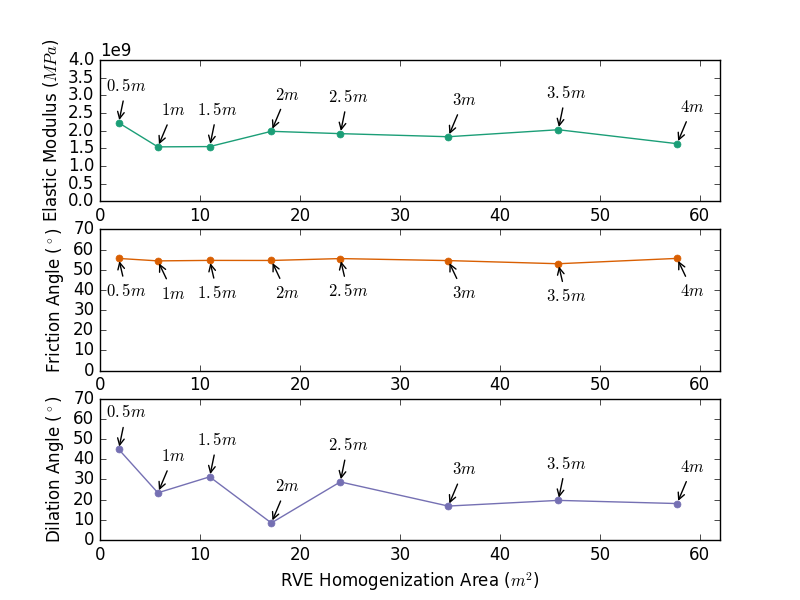 1e9
Elastic Modulus (MPa)
4.0
3.5
3.0
2.5
2.0
1.5
1.0
0.5
0.0
0.5m
1m
1.5m
2m
2.5m
3m
3.5m
4m
0 10 20 30 40 50 60
Friction Angle (°)
70
60
50
40
30
20
10
0
0.5m
1m
1.5m
2m
2.5m
3m
3.5m
4m
0 10 20 30 40 50 60
Dilation Angle (°)
70
60
50
40
30
20
10
0
0.5m
1m
1.5m
2m
2.5m
3m
3.5m
4m
0 10 20 30 40 50 60
RVE Homogenization Area (m²)